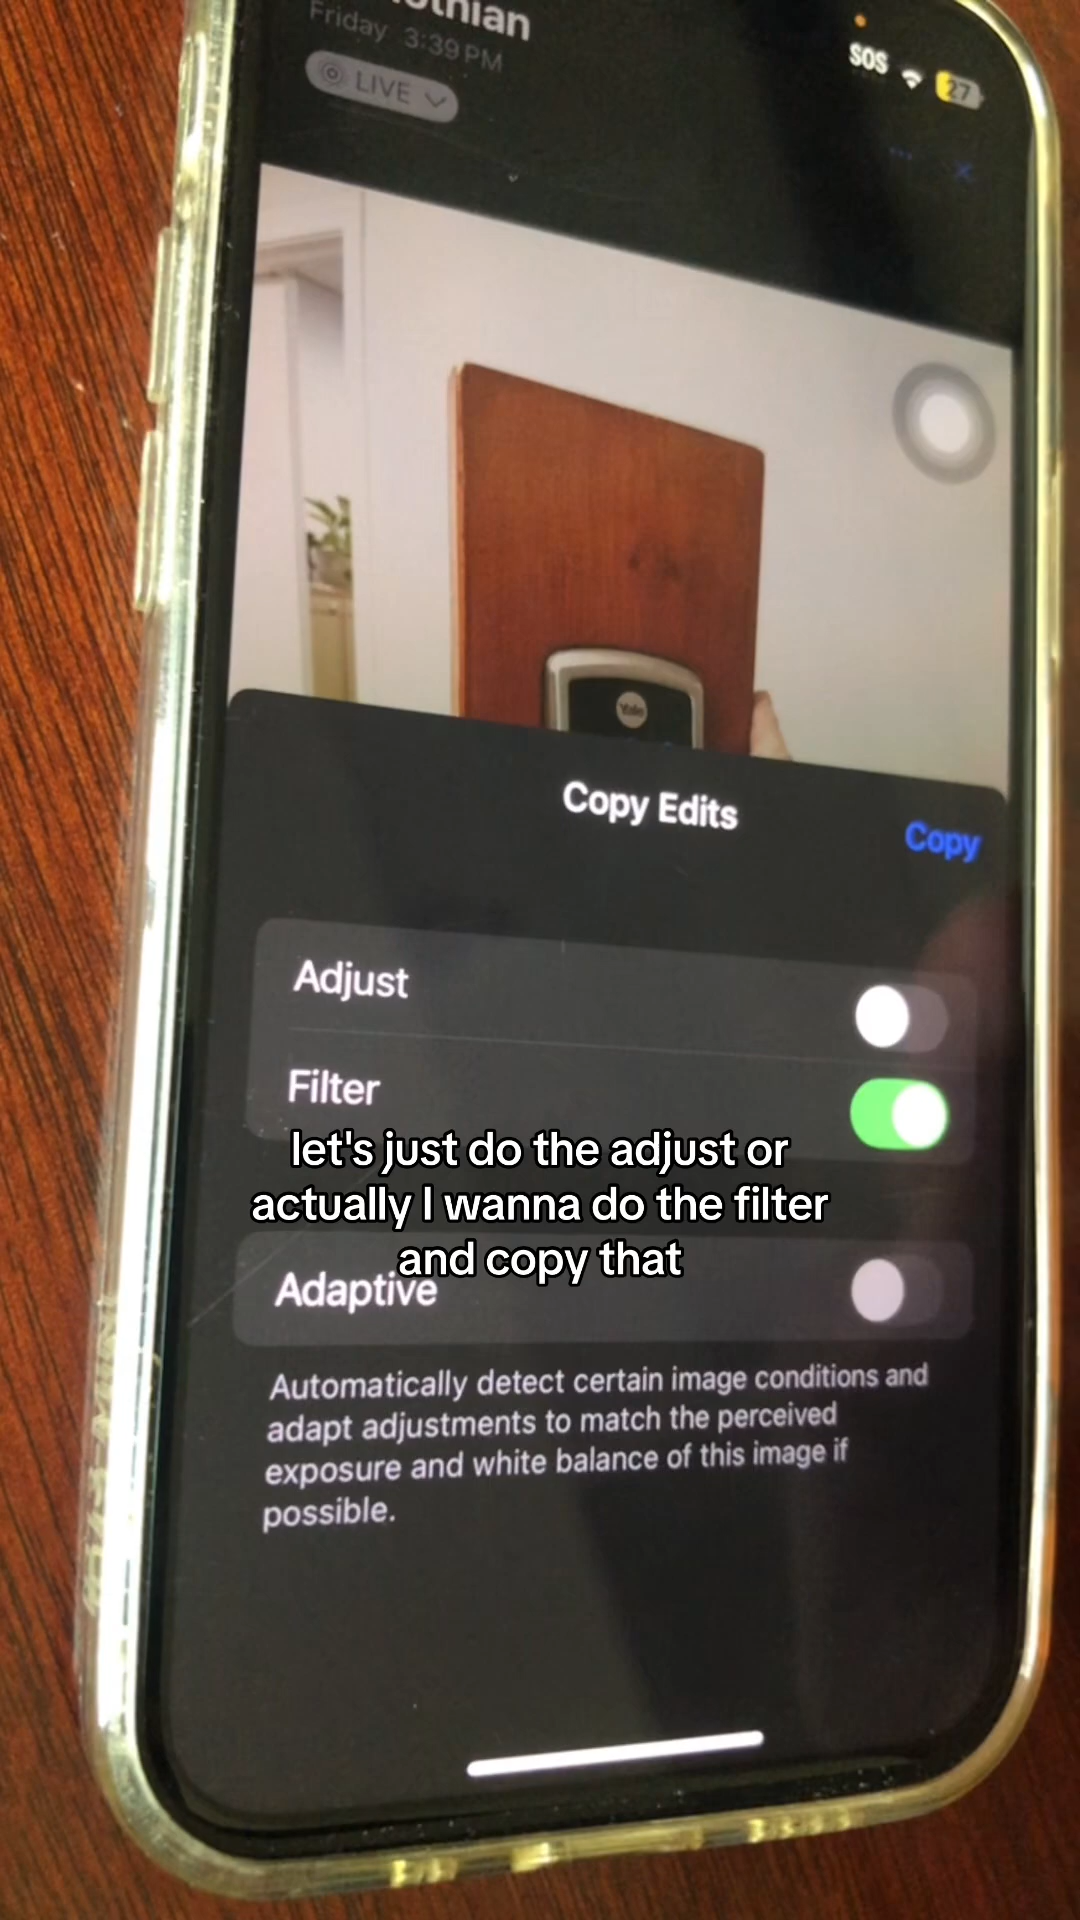 Friday 3:39 PM
SOS
27
LIVE
Yale
Copy Edits
Copy
Adjust
Filter
let's just do the adjust or
actually I wanna do the filter
and copy that
Adaptive
Automatically detect certain image conditions and
adapt adjustments to match the perceived
exposure and white balance of this image if
possible.